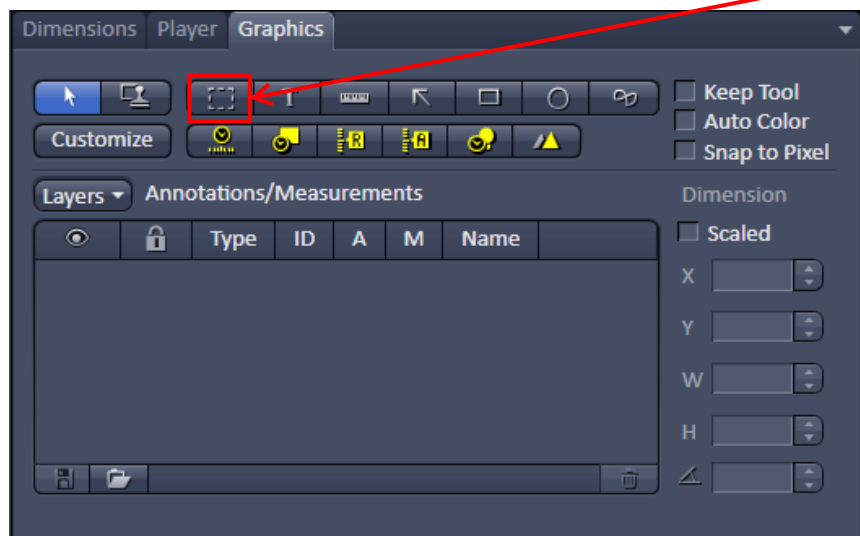 Dimensions Player Graphics
T Keep Tool
Auto Color
Customize R A Snap to Pixel
Layers Annotations/Measurements Dimension
Type ID A M Name Scaled
X
Y
W
H